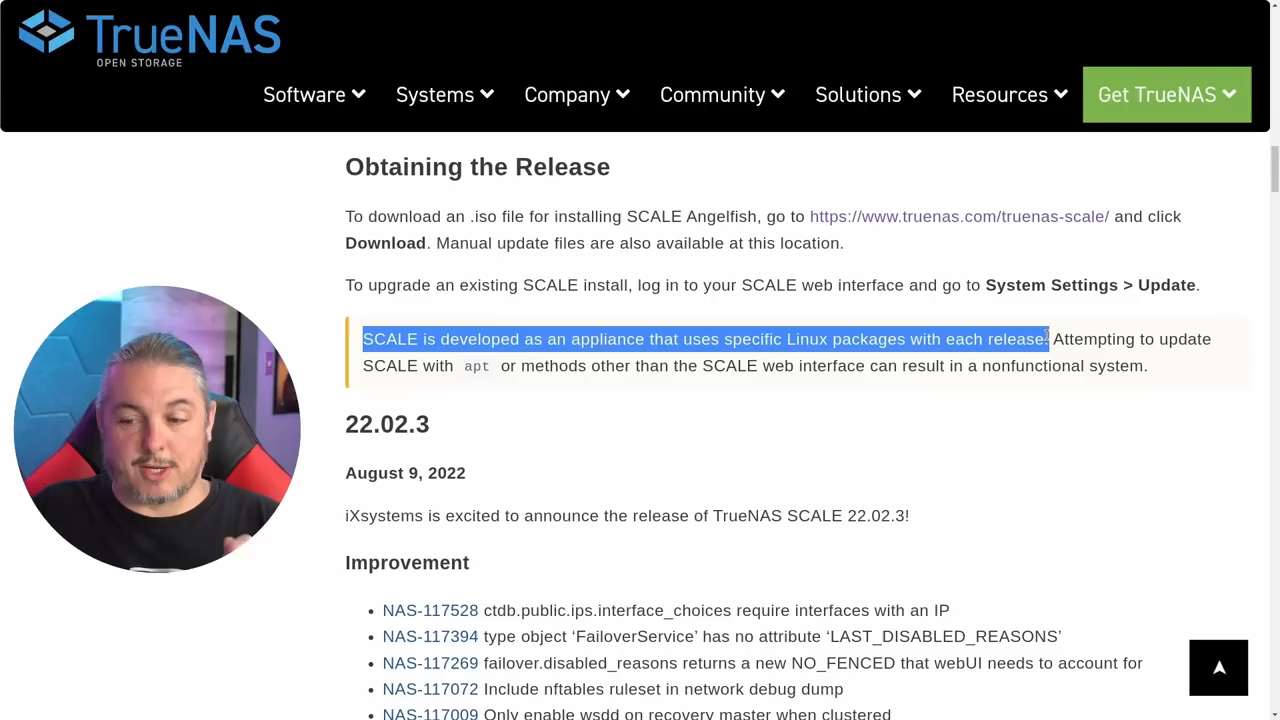 TrueNAS
OPEN STORAGE
Software Systems Company Community Solutions Resources Get TrueNAS
Obtaining the Release
To download an .iso file for installing SCALE Angelfish, go to https://www.truenas.com/truenas-scale/ and click
Download. Manual update files are also available at this location.
To upgrade an existing SCALE install, log in to your SCALE web interface and go to System Settings > Update.
SCALE is developed as an appliance that uses specific Linux packages with each release. Attempting to update
SCALE with apt or methods other than the SCALE web interface can result in a nonfunctional system.
22.02.3
August 9, 2022
iXsystems is excited to announce the release of TrueNAS SCALE 22.02.3!
Improvement
• NAS-117528 ctdb.public.ips.interface_choices require interfaces with an IP
• NAS-117394 type object ‘FailoverService’ has no attribute ‘LAST_DISABLED_REASONS’
• NAS-117269 failover.disabled_reasons returns a new NO_FENCED that webUI needs to account for
• NAS-117072 Include nftables ruleset in network debug dump
• NAS-117009 Only enable wsdd on recovery master when clustered